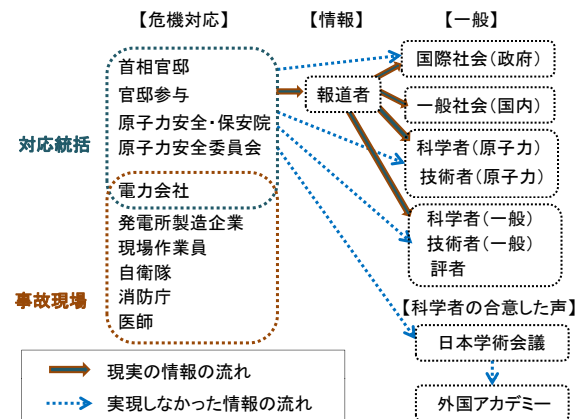 【危機対応】
【情報】
【一般】
首相官邸
官邸参与
原子力安全・保安院
原子力安全委員会
対応統括
電力会社
発電所製造企業
現場作業員
自衛隊
消防庁
医師
事故現場
報道者
国際社会(政府)
一般社会(国内)
科学者(原子力)
技術者(原子力)
科学者(一般)
技術者(一般)
評者
【科学者の合意した声】
日本学術会議
外国アカデミー
現実の情報の流れ
実現しなかった情報の流れ